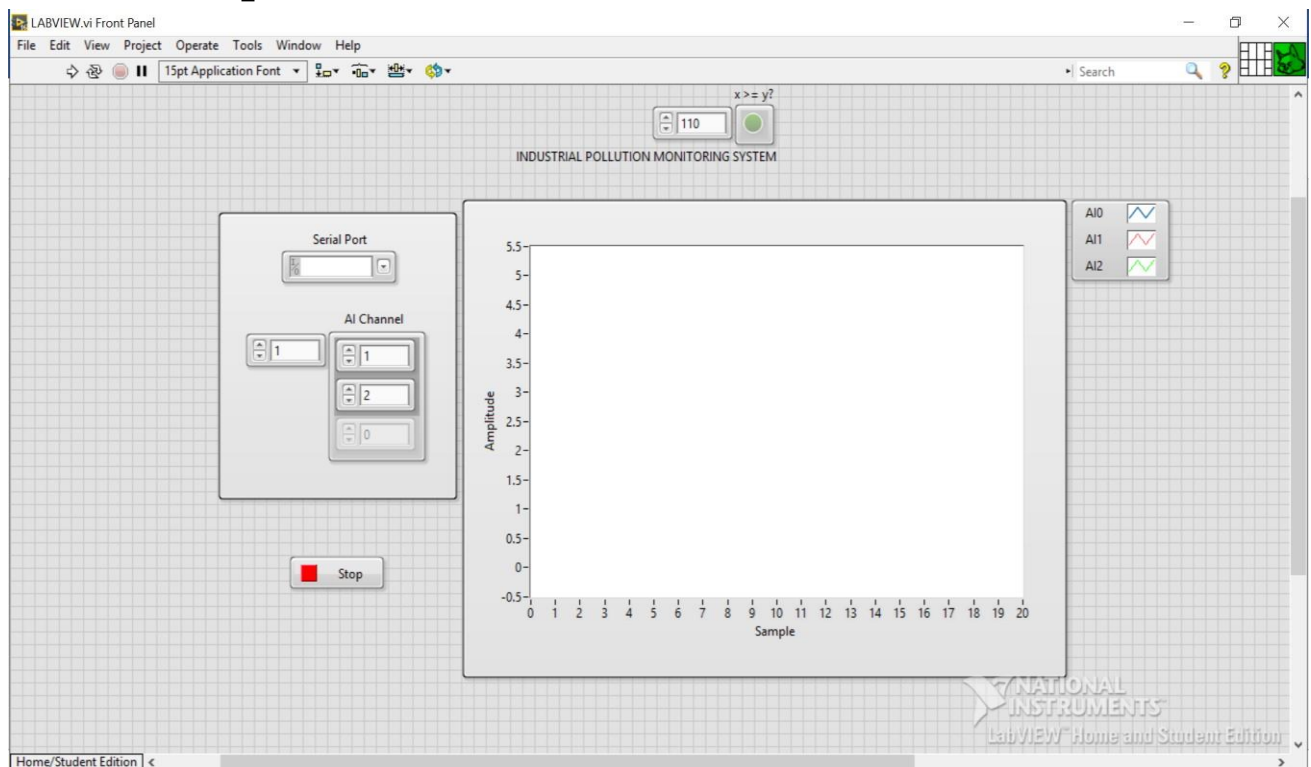 LABVIEW.vi Front Panel
File Edit View Project Operate Tools Window Help
15pt Application Font
Search
x >= y?
110
INDUSTRIAL POLLUTION MONITORING SYSTEM
AI0
AI1
AI2
Serial Port
AI Channel
1
1
2
0
Stop
5.5
5
4.5
4
3.5
3
2.5
2
1.5
1
0.5
0
-0.5
Amplitude
0 1 2 3 4 5 6 7 8 9 10 11 12 13 14 15 16 17 18 19 20
Sample
NATIONAL
INSTRUMENTS
LabVIEW™ Home and Student Edition
Home/Student Edition